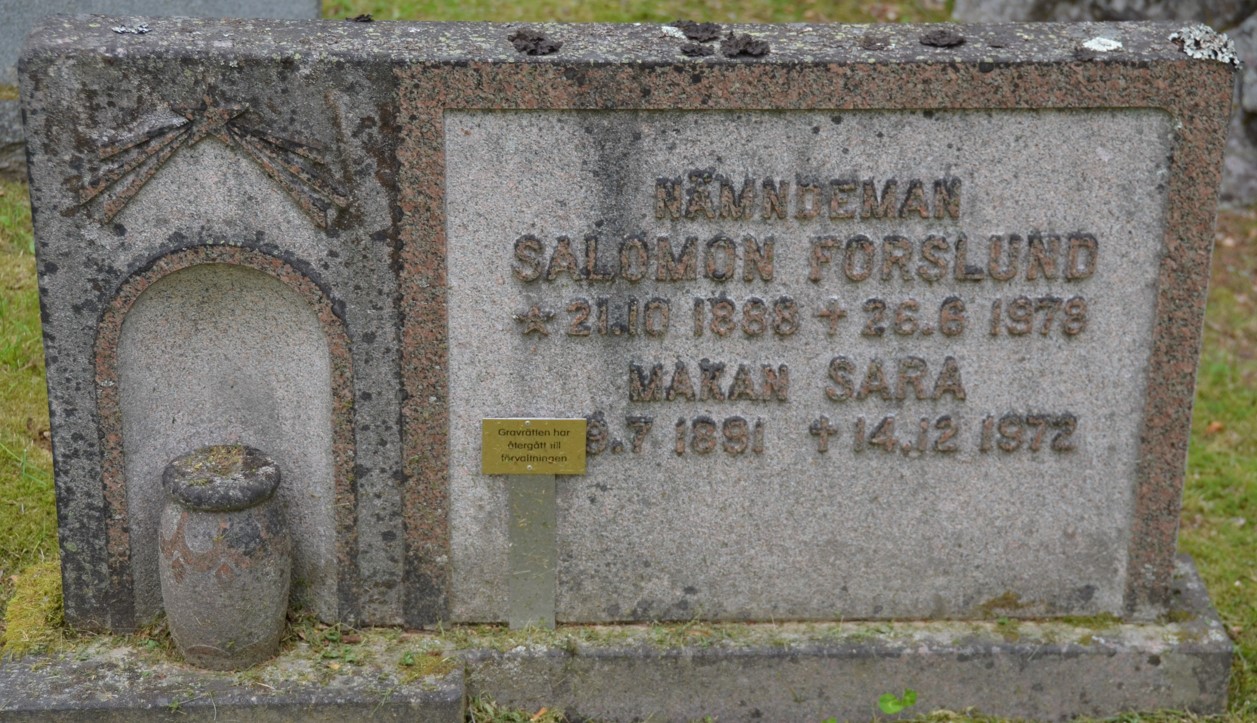 NÄMNDEMAN
SALOMON FORSLUND
★ 21.10 1888 ✝ 26.6 1979
MAKAN SARA
9.7 1891 ✝ 14.12 1972
Gravrätten har
återgått till
förvaltningen